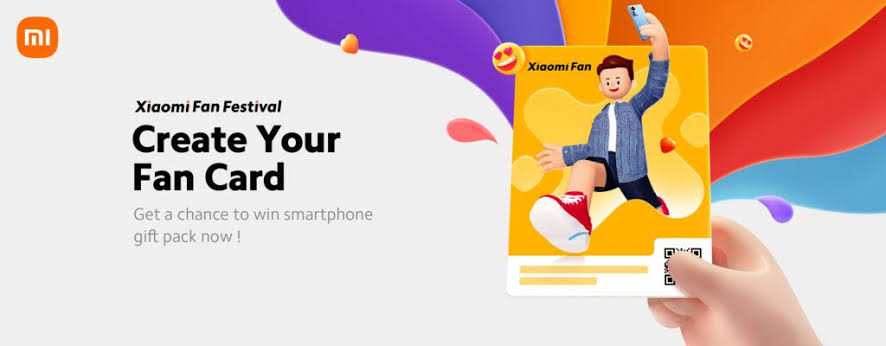 mi
Xiaomi Fan Festival
Create Your
Fan Card
Get a chance to win smartphone
gift pack now !
Xiaomi Fan